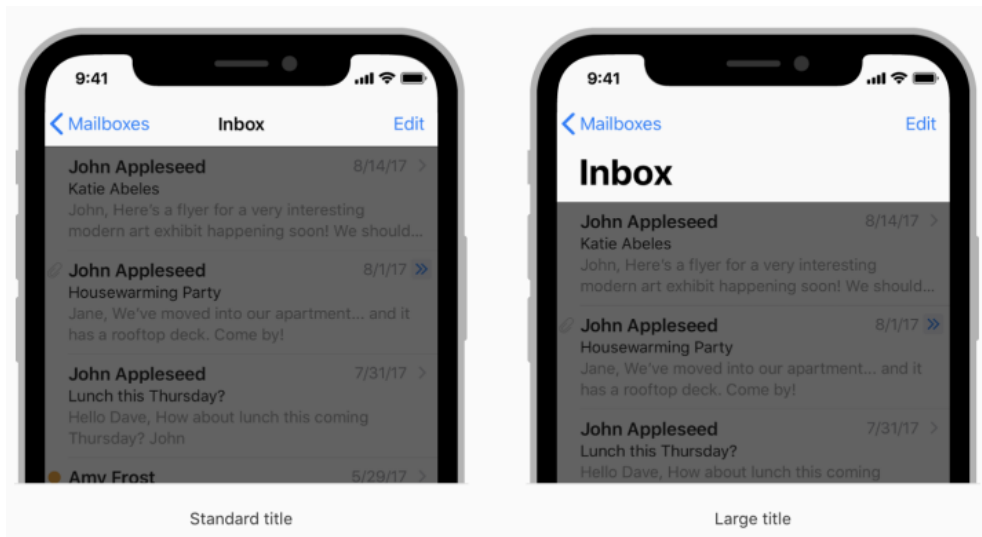 9:41
Mailboxes Inbox Edit
John Appleseed 8/14/17
Katie Abeles
John, Here's a flyer for a very interesting
modern art exhibit happening soon! We should...
John Appleseed 8/1/17
Housewarming Party
Jane, We've moved into our apartment... and it
has a rooftop deck. Come by!
John Appleseed 7/31/17
Lunch this Thursday?
Hello Dave, How about lunch this coming
Thursday? John
Amy Frost 5/29/17
Standard title
9:41
Mailboxes Edit
Inbox
John Appleseed 8/14/17
Katie Abeles
John, Here's a flyer for a very interesting
modern art exhibit happening soon! We should...
John Appleseed 8/1/17
Housewarming Party
Jane, We've moved into our apartment... and it
has a rooftop deck. Come by!
John Appleseed 7/31/17
Lunch this Thursday?
Hello Dave, How about lunch this coming
Large title